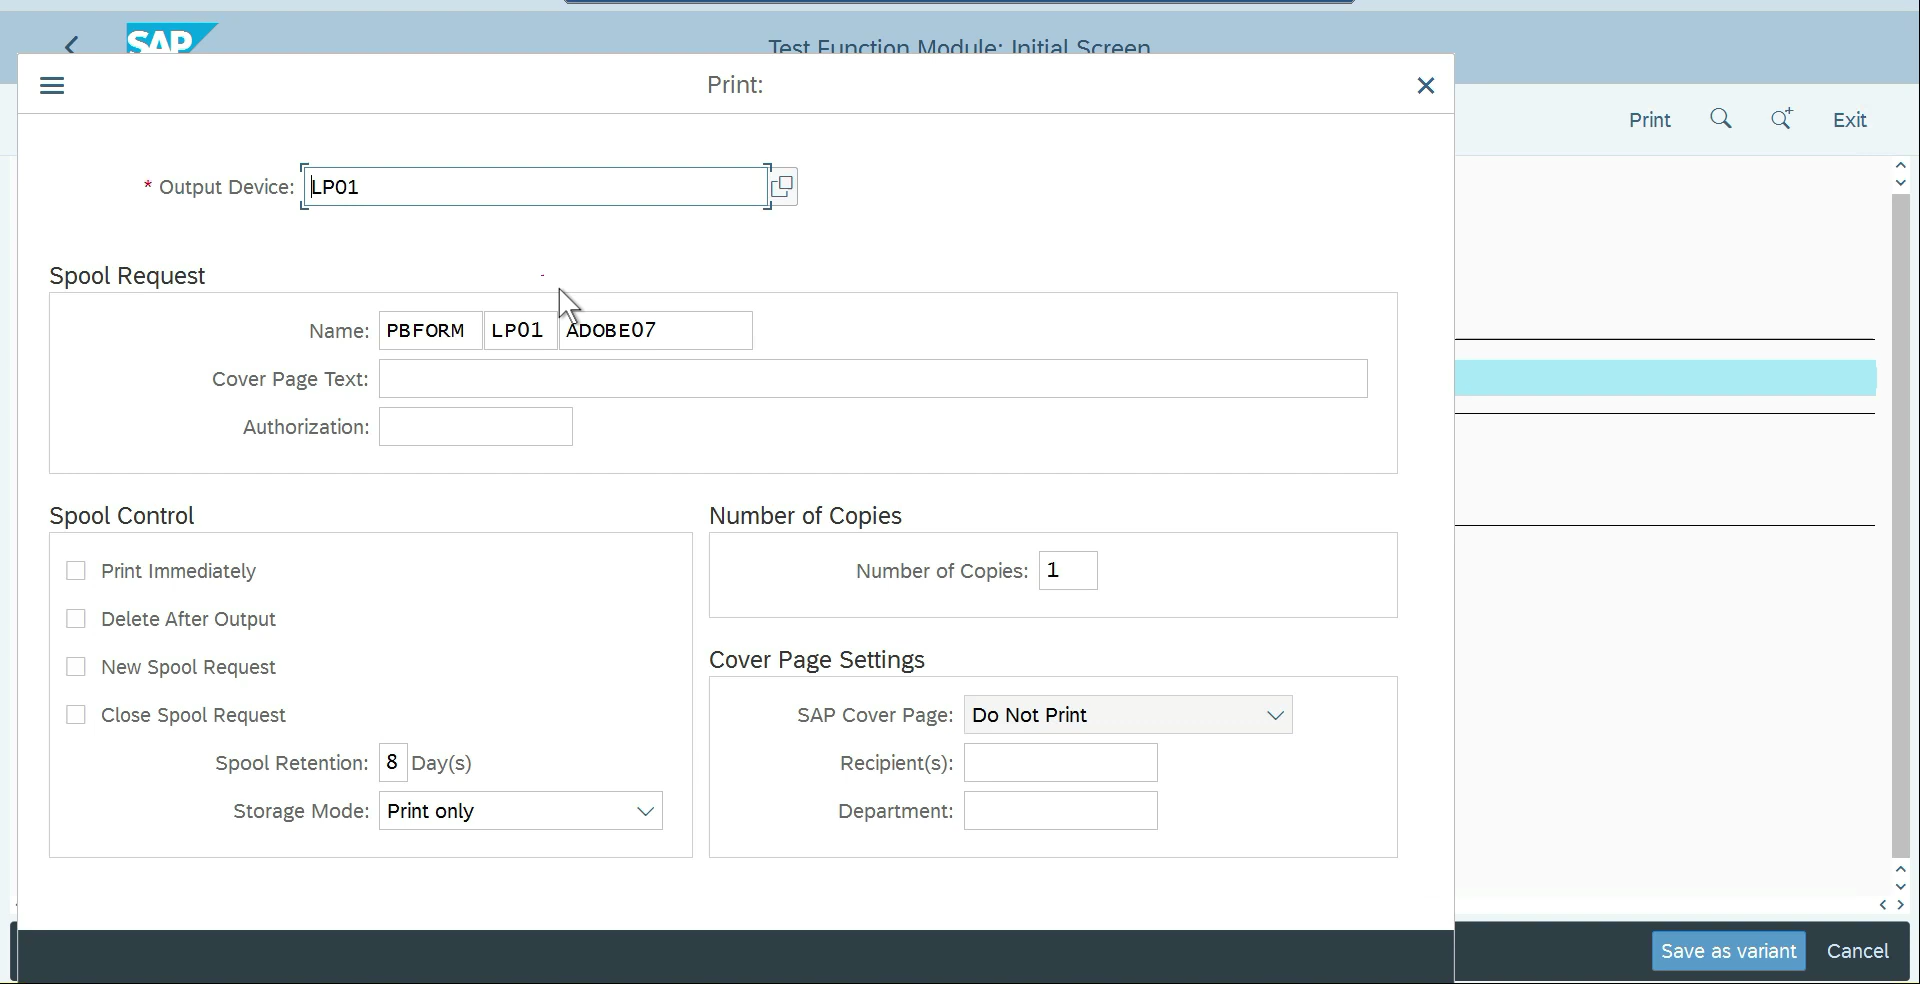 SAP
Test Function Module: Initial Screen
Print:
Print
Exit
* Output Device: LP01
Spool Request
Name: PBFORM LP01 ADOBE07
Cover Page Text:
Authorization:
Spool Control
Print Immediately
Delete After Output
New Spool Request
Close Spool Request
Spool Retention: 8 Day(s)
Storage Mode: Print only
Number of Copies
Number of Copies: 1
Cover Page Settings
SAP Cover Page: Do Not Print
Recipient(s):
Department:
Save as variant
Cancel